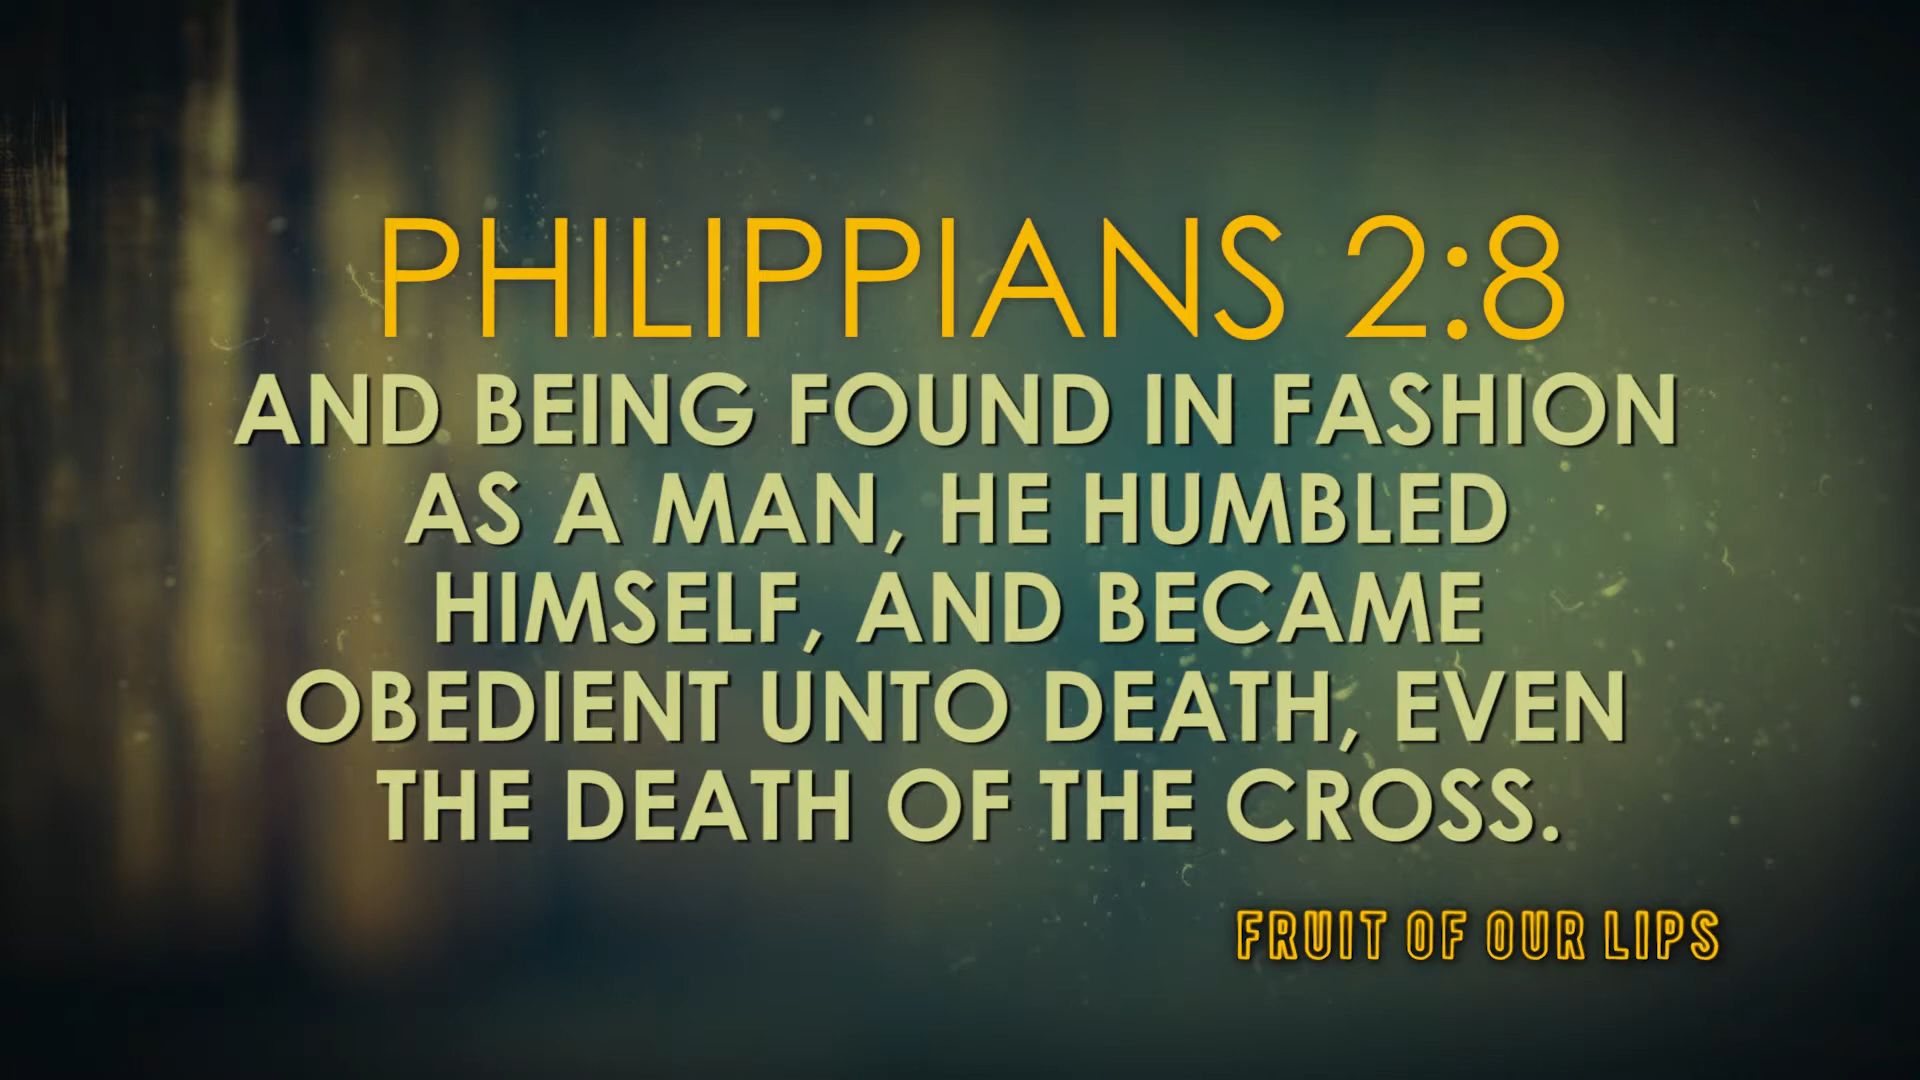 PHILIPPIANS 2:8
AND BEING FOUND IN FASHION
AS A MAN, HE HUMBLED
HIMSELF, AND BECAME
OBEDIENT UNTO DEATH, EVEN
THE DEATH OF THE CROSS.
FRUIT OF OUR LIPS